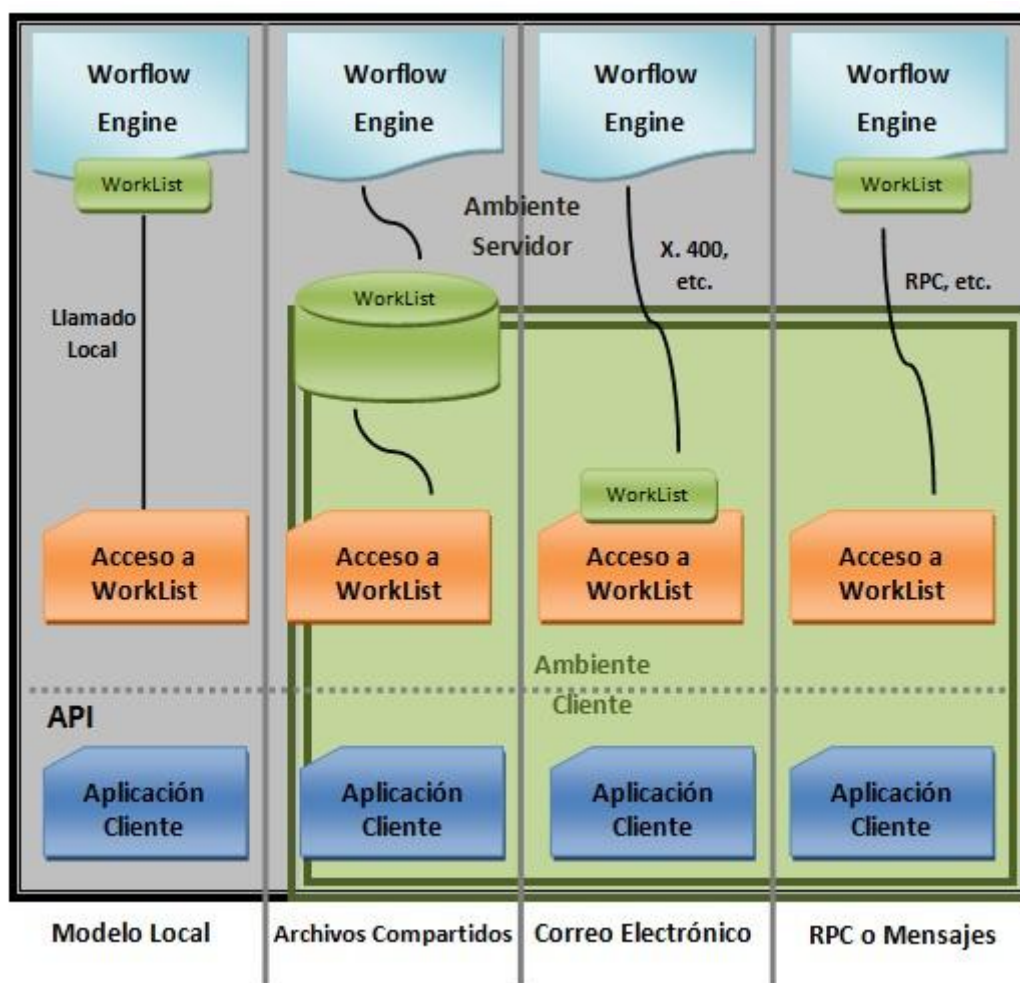 Worflow
Engine
WorkList
Llamado
Local
Acceso a
WorkList
API
Aplicación
Cliente
Modelo Local
Worflow
Engine
Ambiente
Servidor
WorkList
Acceso a
WorkList
Aplicación
Cliente
Archivos Compartidos
Worflow
Engine
X. 400,
etc.
WorkList
Acceso a
WorkList
Ambiente
Cliente
Aplicación
Cliente
Correo Electrónico
Worflow
Engine
WorkList
RPC, etc.
Acceso a
WorkList
Aplicación
Cliente
RPC o Mensajes